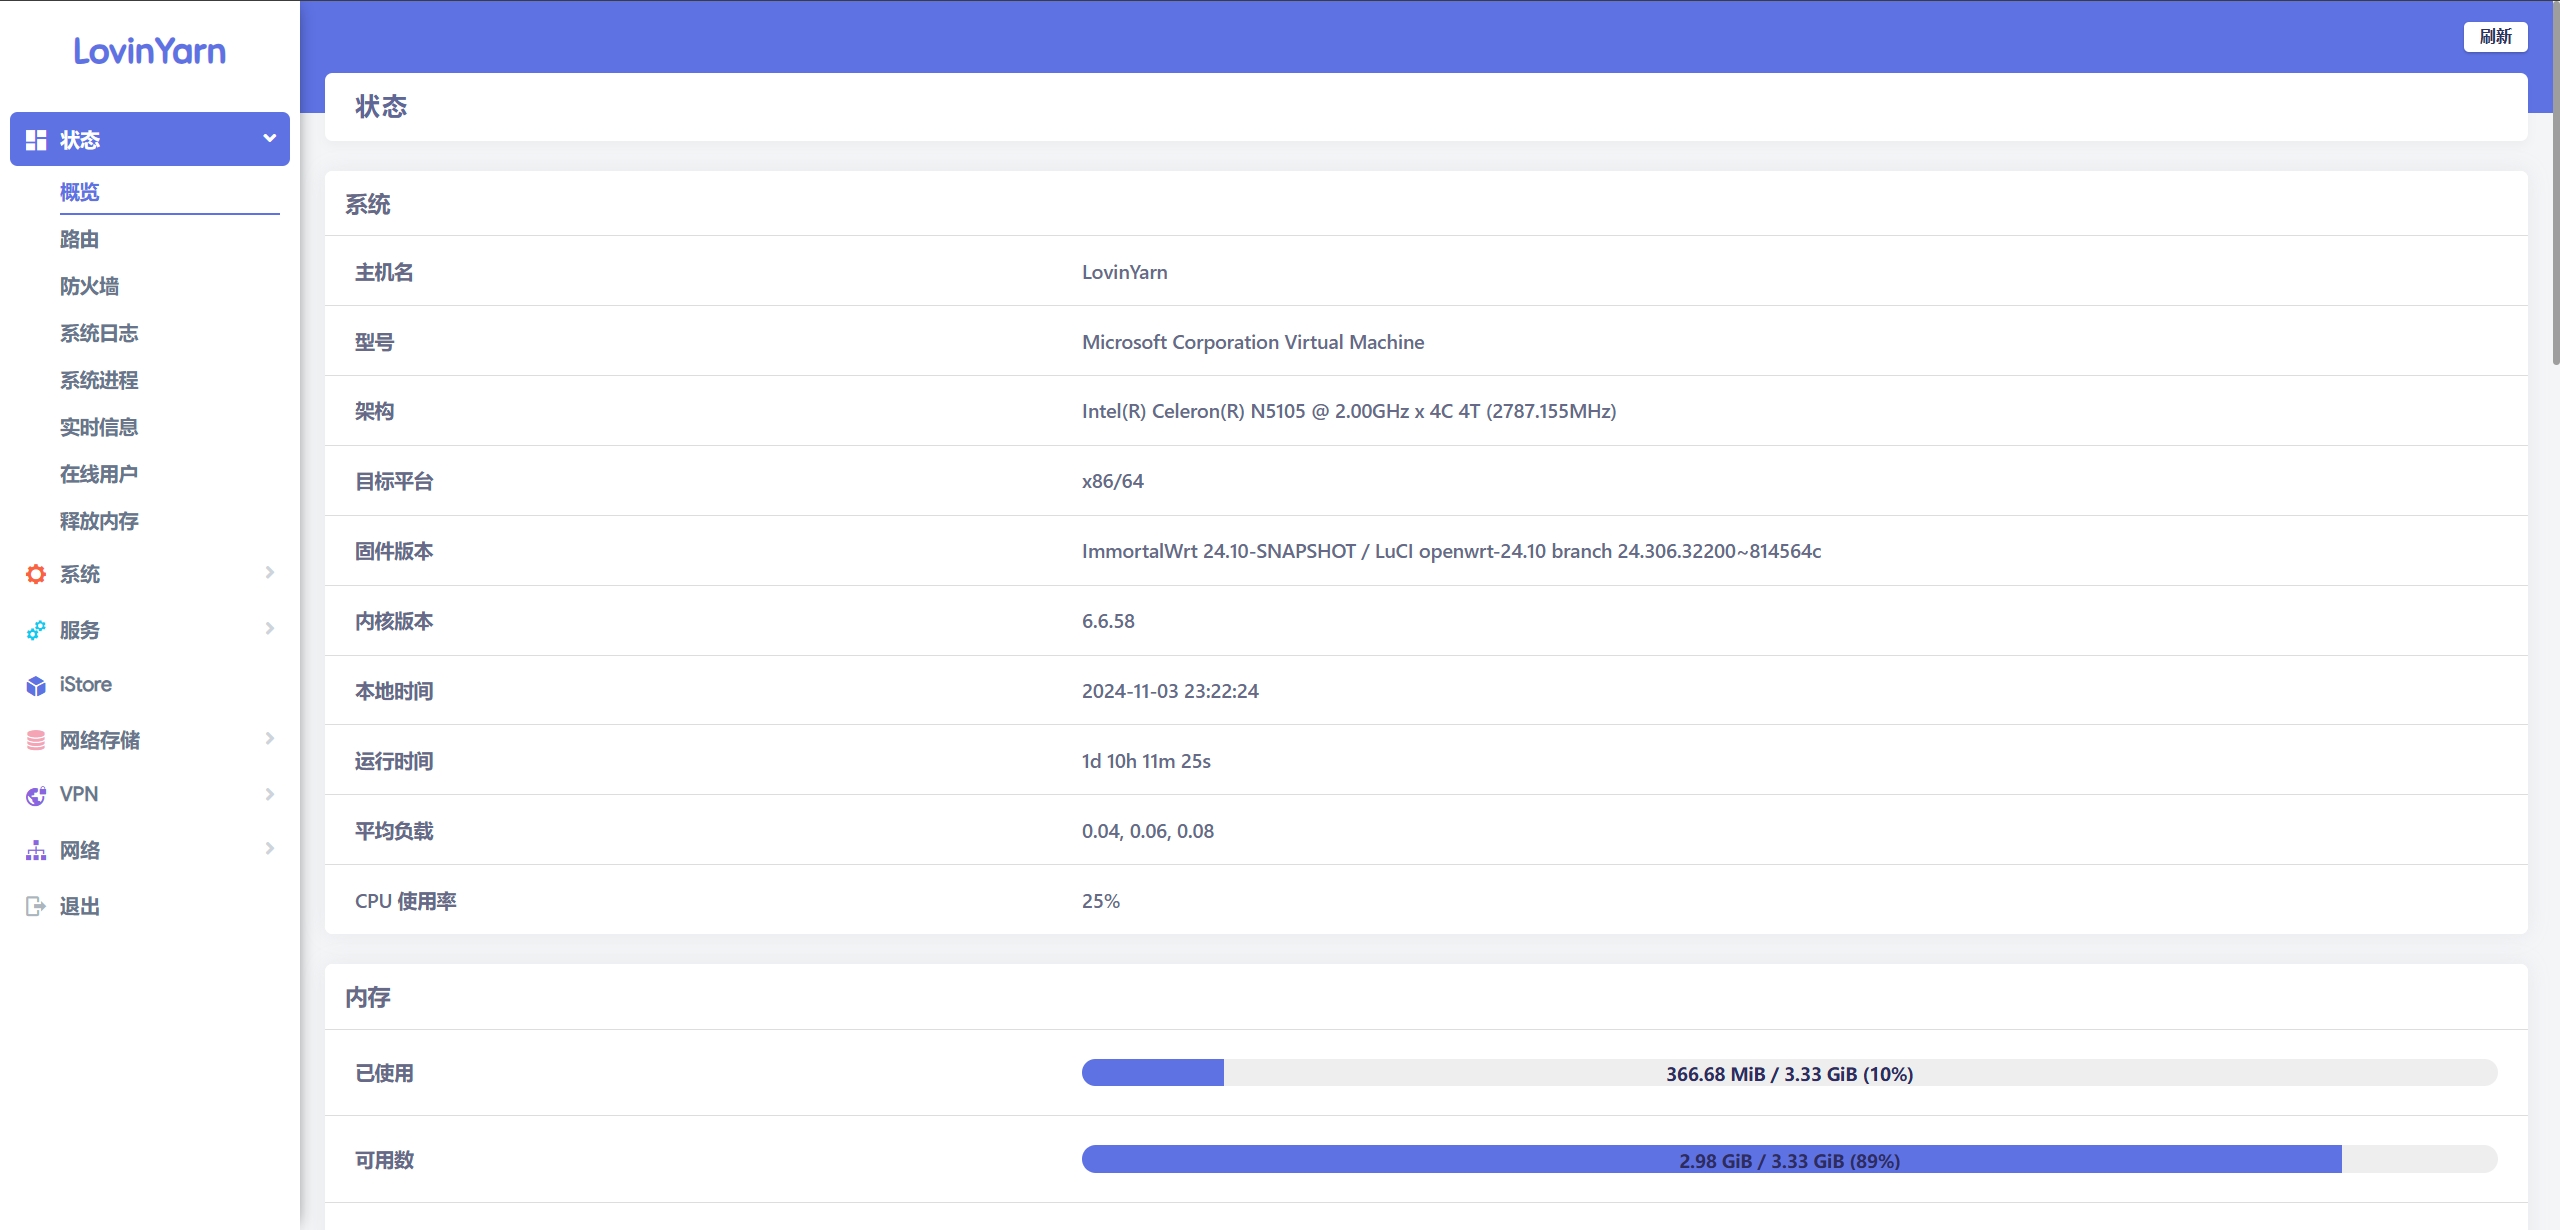 LovinYarn
状态
概览
路由
防火墙
系统日志
系统进程
实时信息
在线用户
释放内存
系统
服务
iStore
网络存储
VPN
网络
退出
刷新
状态
系统
主机名 LovinYarn
型号 Microsoft Corporation Virtual Machine
架构 Intel(R) Celeron(R) N5105 @ 2.00GHz x 4C 4T (2787.155MHz)
目标平台 x86/64
固件版本 ImmortalWrt 24.10-SNAPSHOT / LuCI openwrt-24.10 branch 24.306.32200~814564c
内核版本 6.6.58
本地时间 2024-11-03 23:22:24
运行时间 1d 10h 11m 25s
平均负载 0.04, 0.06, 0.08
CPU 使用率 25%
内存
已使用 366.68 MiB / 3.33 GiB (10%)
可用数 2.98 GiB / 3.33 GiB (89%)